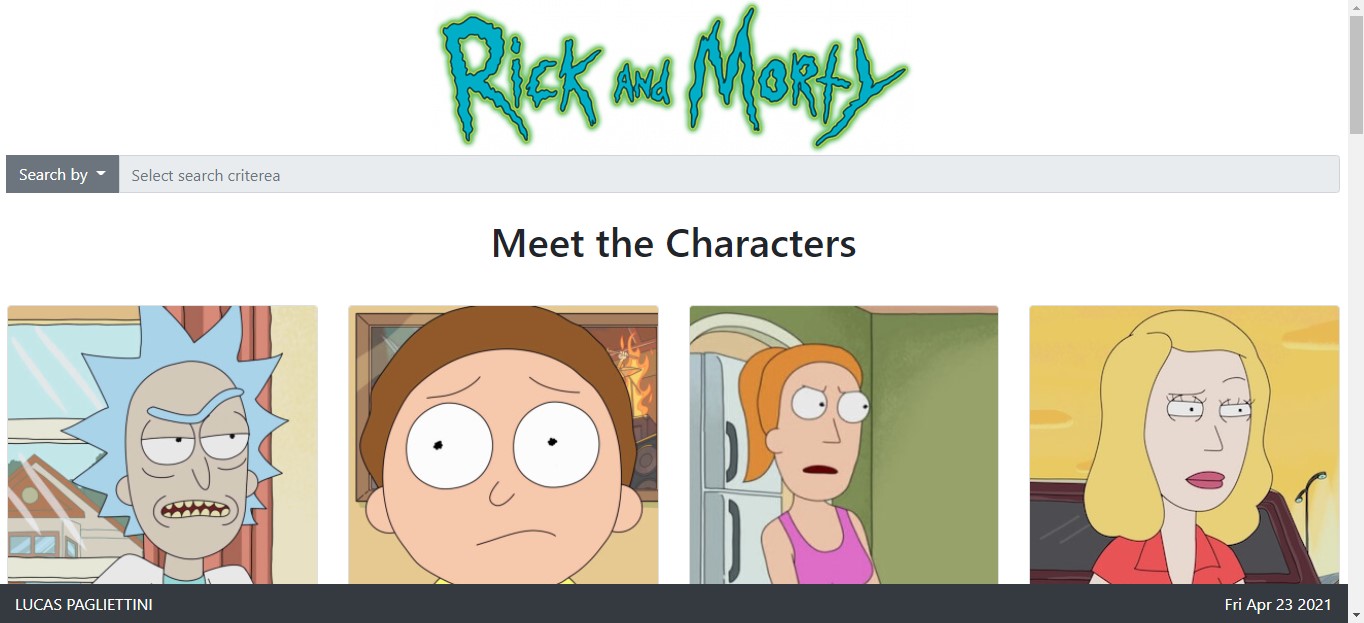 Rick and Morty
Search by
Select search criterea
Meet the Characters
LUCAS PAGLIETTINI
Fri Apr 23 2021